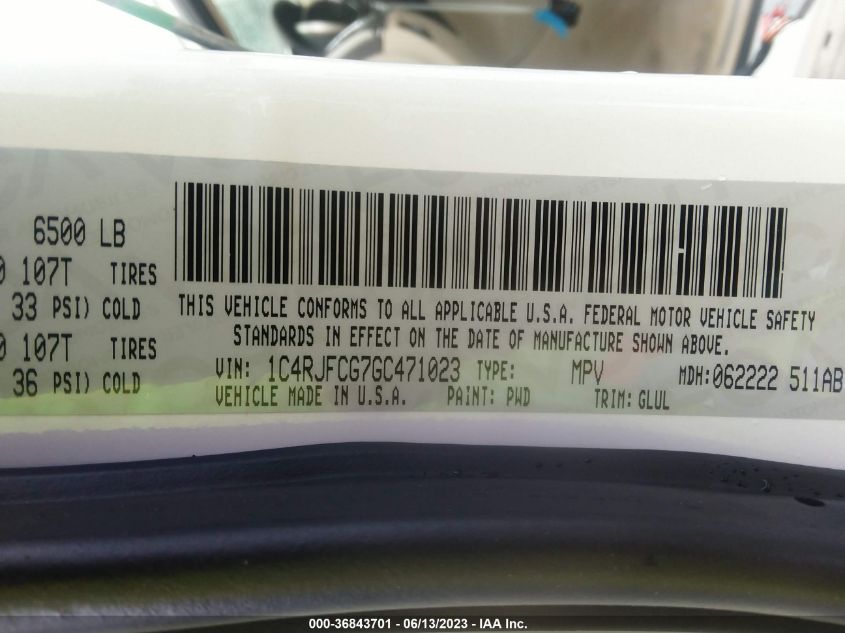 6500 LB
0 107T TIRES
33 PSI) COLD
0 107T TIRES
36 PSI) COLD
THIS VEHICLE CONFORMS TO ALL APPLICABLE U.S.A. FEDERAL MOTOR VEHICLE SAFETY
STANDARDS IN EFFECT ON THE DATE OF MANUFACTURE SHOWN ABOVE.
VIN: 1C4RJFCG7GC471023 TYPE: MPV MDH:062222 511AB
VEHICLE MADE IN U.S.A. PAINT: PWD TRIM: GLUL
000-36843701 - 06/13/2023 - IAA Inc.